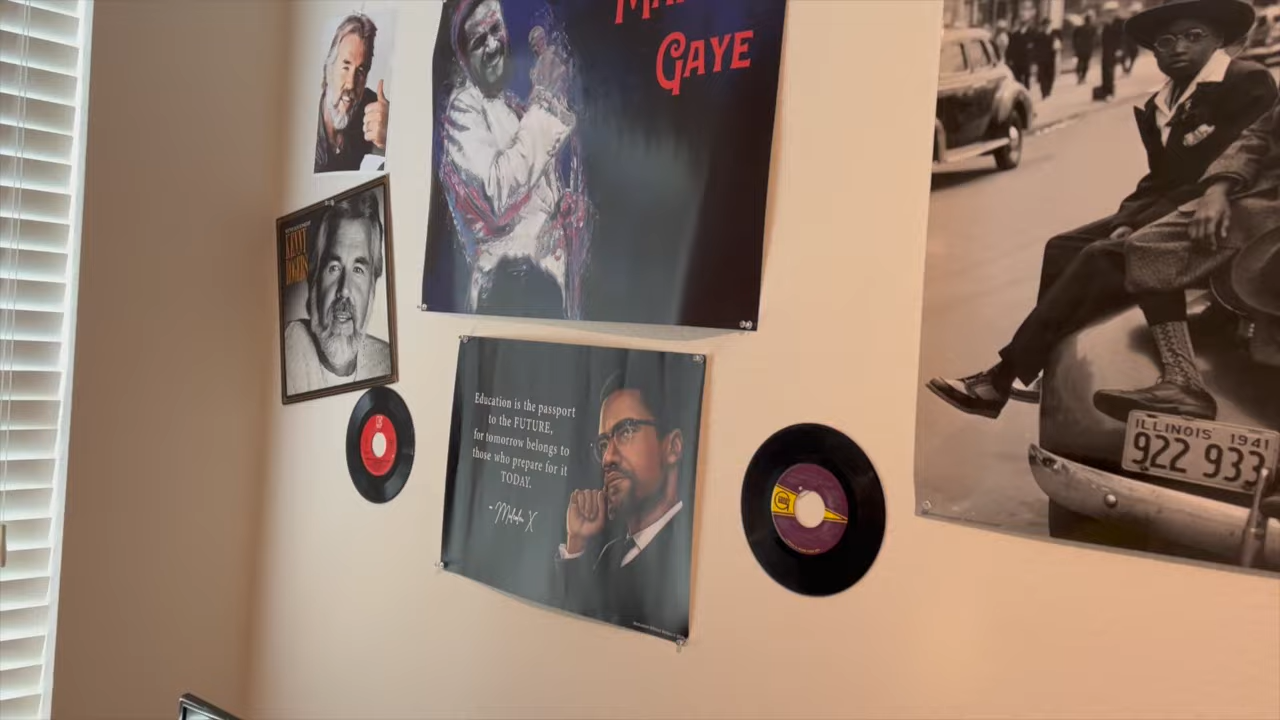 GAYE
KENNY
ROGERS
Education is the passport
to the FUTURE,
for tomorrow belongs to
those who prepare for it
TODAY.
- Malcolm X
ILLINOIS 1941
922 933